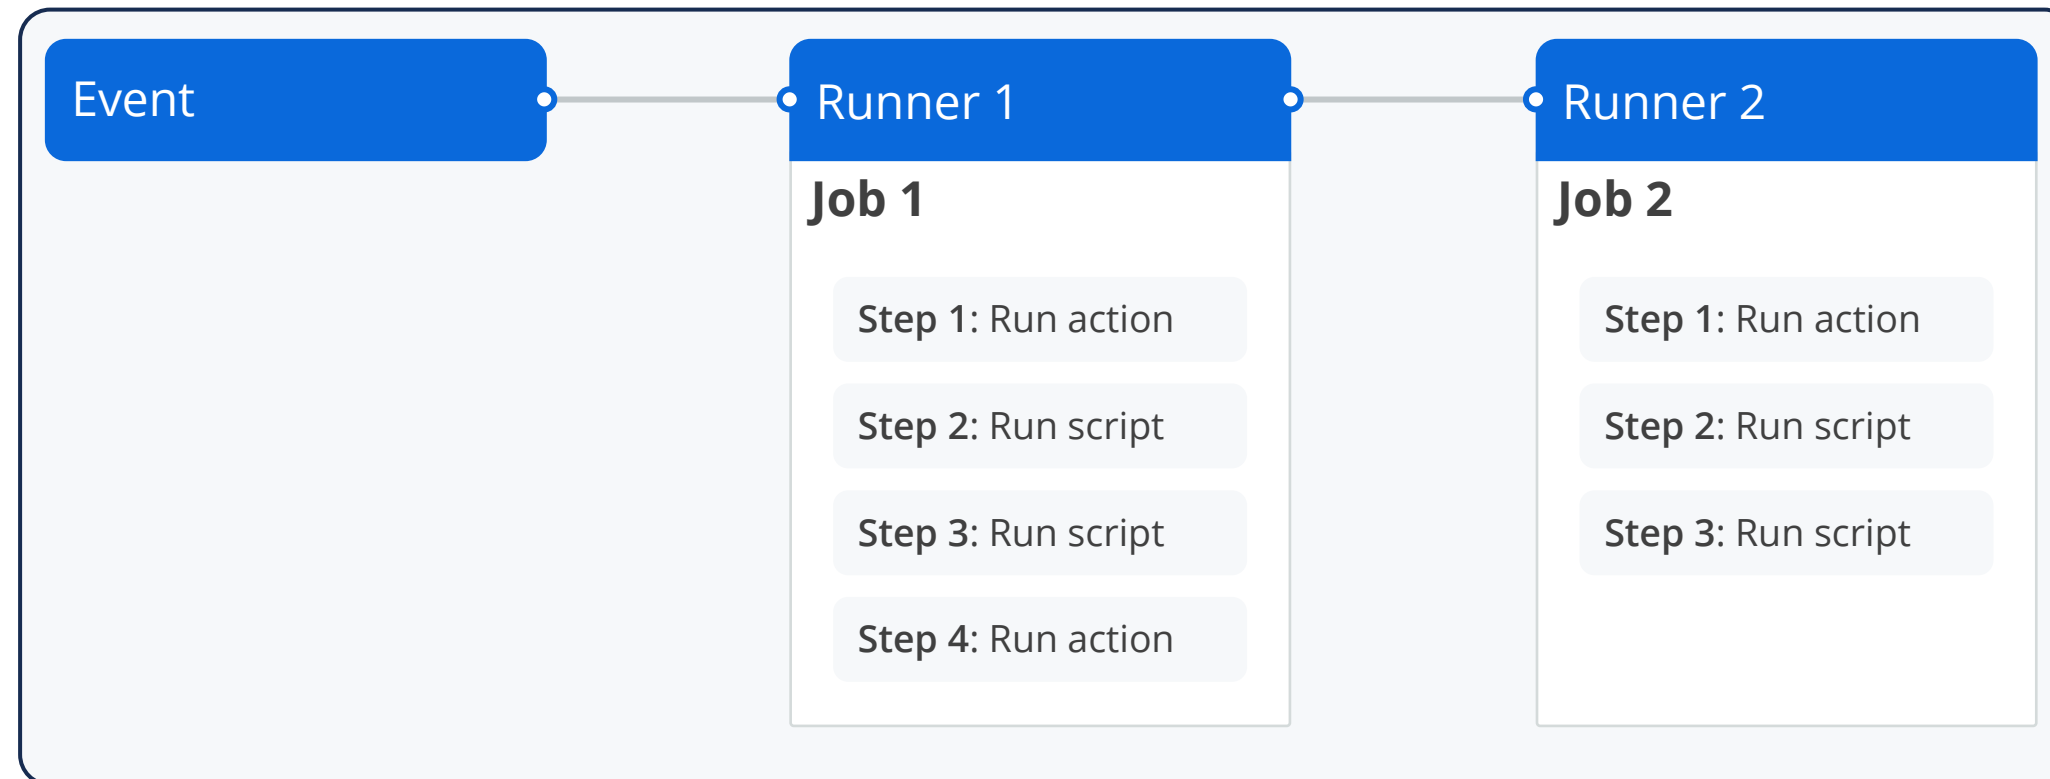 Event
Runner 1
Job 1
Step 1: Run action
Step 2: Run script
Step 3: Run script
Step 4: Run action
Runner 2
Job 2
Step 1: Run action
Step 2: Run script
Step 3: Run script